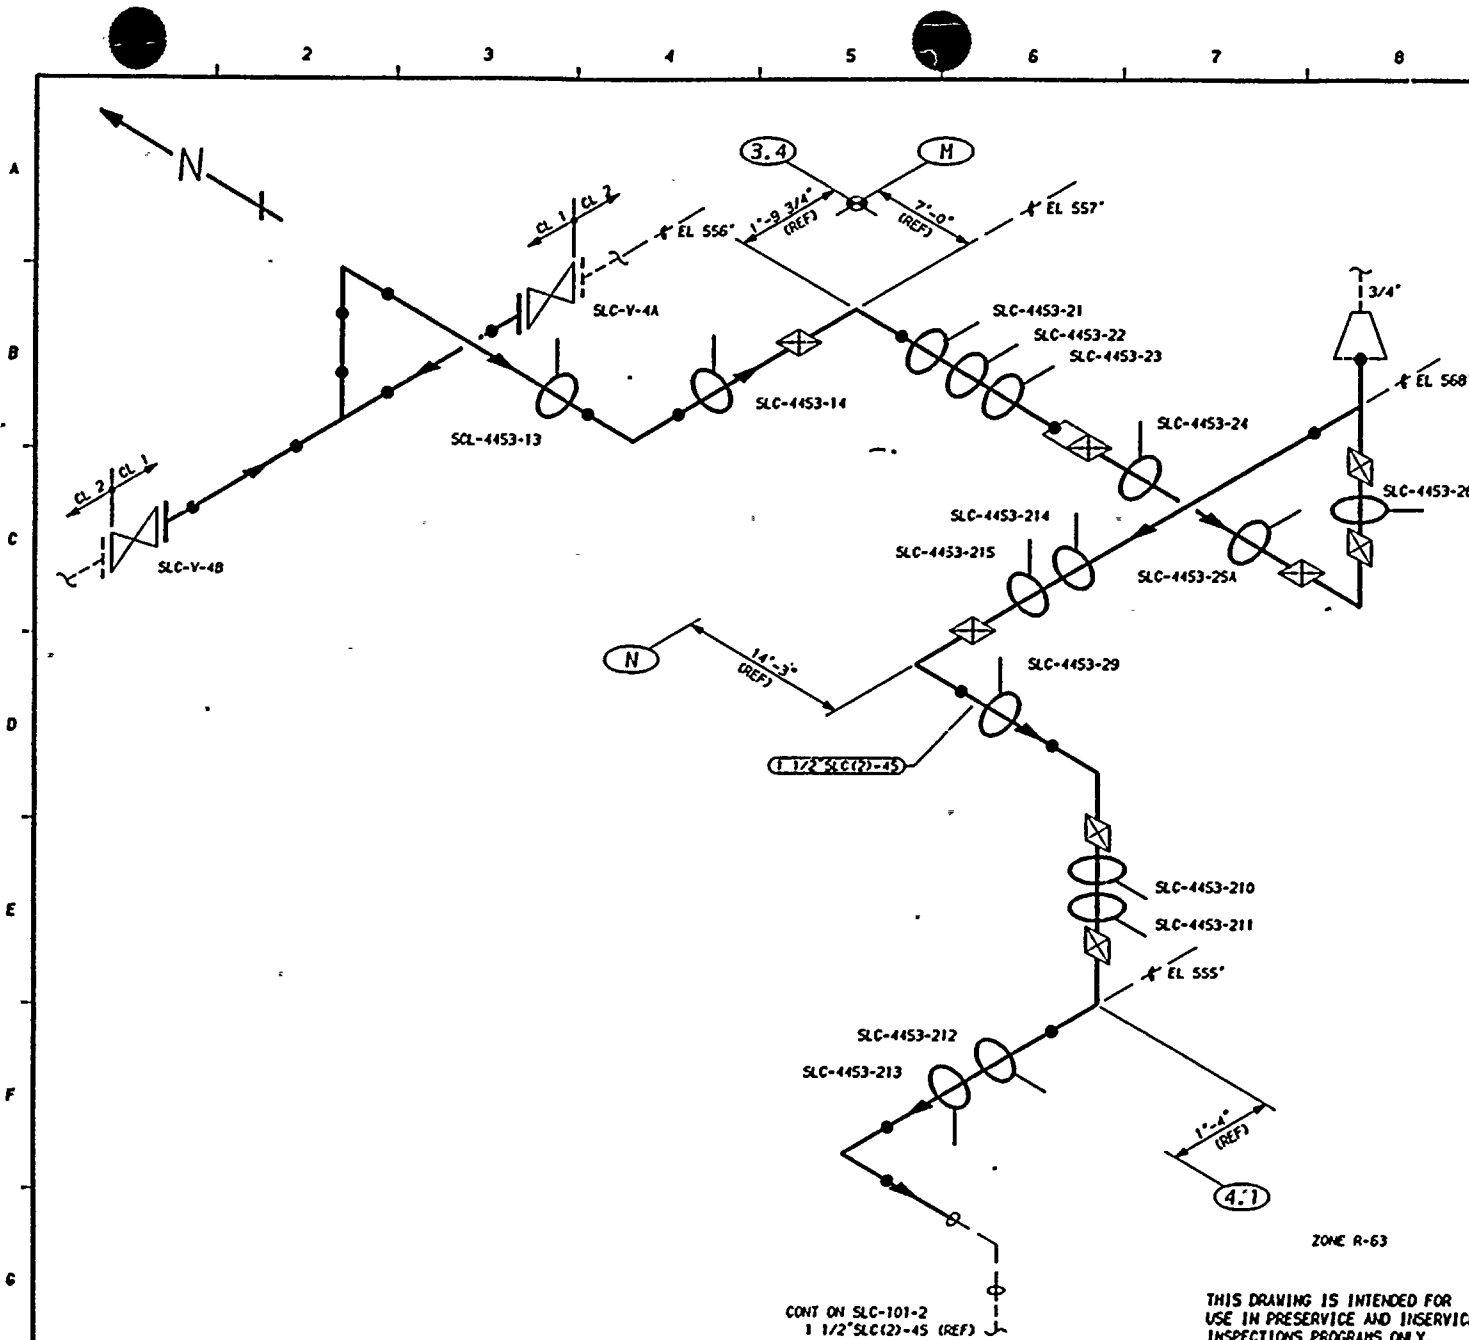 2 3 4 5 6 7 8
A
B
C
D
E
F
G
N
3.4
M
1'-9 3/4"
(REF)
7'-0"
(REF)
EL 557'
CL 1 CL 2
EL 556'
SLC-V-4A
3/4"
SLC-4453-21
SLC-4453-22
SLC-4453-23
EL 568'
SLC-4453-14
SCL-4453-13
SLC-4453-24
CL 2 CL 1
SLC-4453-214
SLC-4453-215
SLC-V-4B
SLC-4453-25A
N
14'-3"
(REF)
SLC-4453-29
1 1/2"SLC(2)-4S
SLC-4453-210
SLC-4453-211
EL 555'
SLC-4453-212
SLC-4453-213
1'-4"
(REF)
4.1
ZONE R-63
CONT ON SLC-101-2
1 1/2"SLC(2)-4S (REF)
THIS DRAWING IS INTENDED FOR
USE IN PRESERVICE AND INSERVICE
INSPECTIONS PROGRAMS ONLY